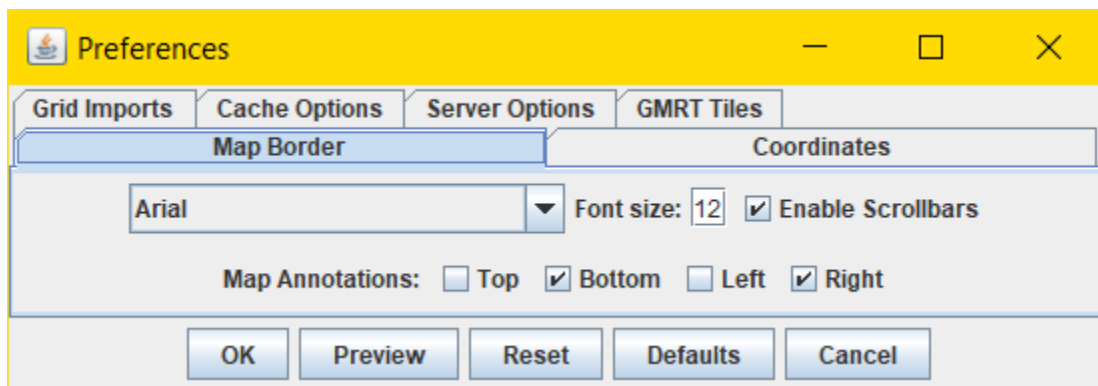 Preferences
Grid Imports Cache Options Server Options GMRT Tiles
Map Border Coordinates
Arial Font size: 12 Enable Scrollbars
Map Annotations: Top Bottom Left Right
OK Preview Reset Defaults Cancel